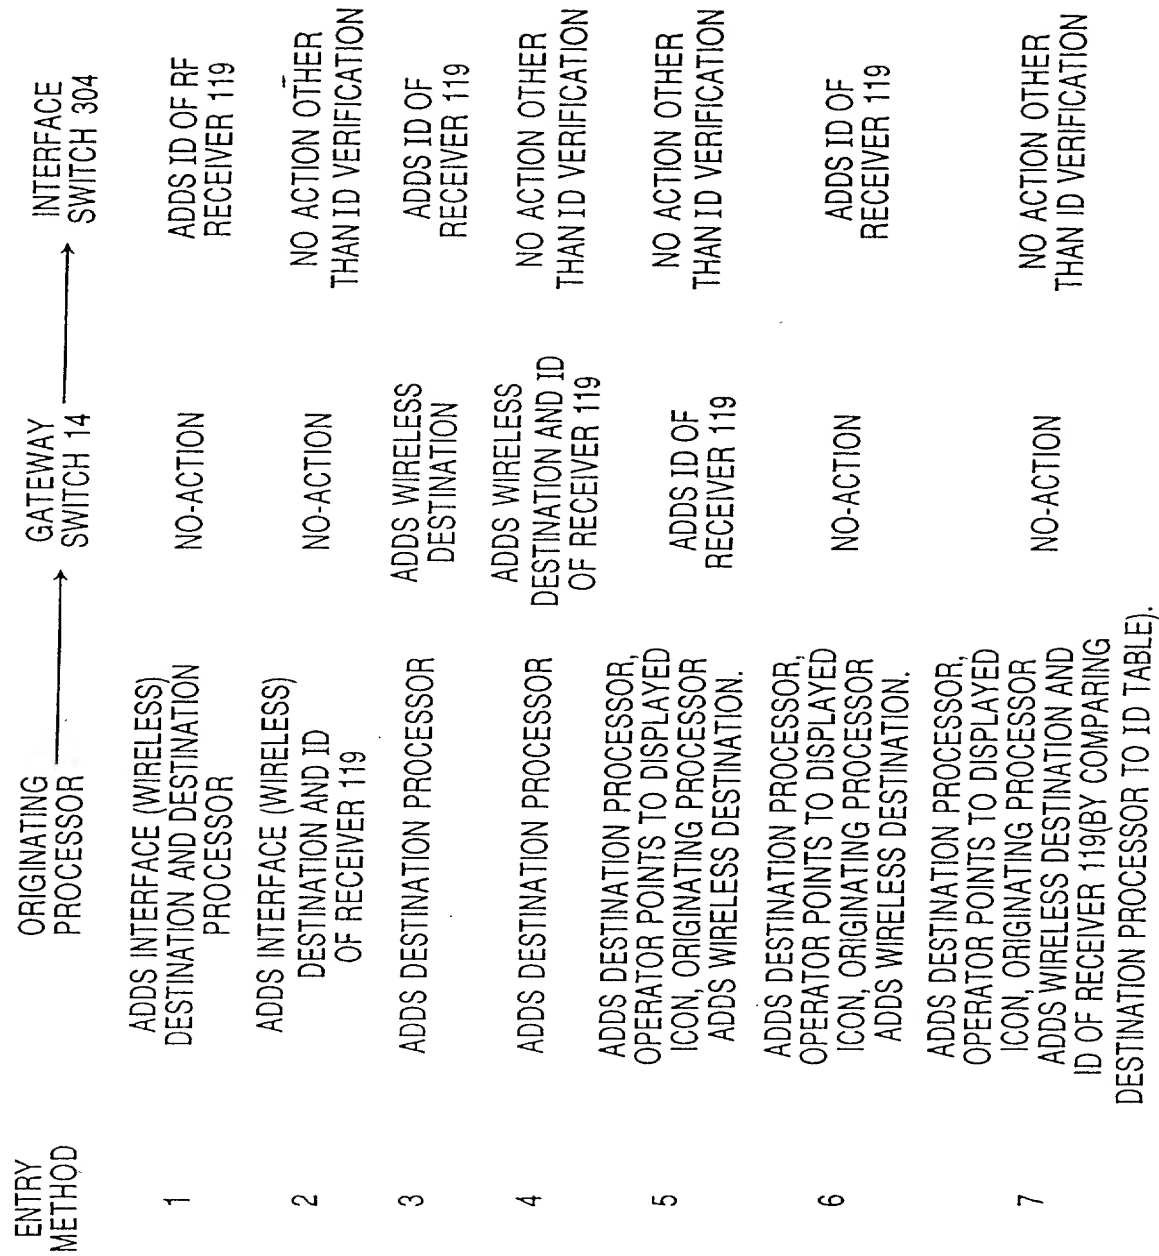 ENTRY
METHOD
ORIGINATING
PROCESSOR
GATEWAY
SWITCH 14
INTERFACE
SWITCH 304
1
ADDS INTERFACE (WIRELESS)
DESTINATION AND DESTINATION
PROCESSOR
NO-ACTION
ADDS ID OF RF
RECEIVER 119
2
ADDS INTERFACE (WIRELESS)
DESTINATION AND ID
OF RECEIVER 119
NO-ACTION
NO ACTION OTHER
THAN ID VERIFICATION
3
ADDS DESTINATION PROCESSOR
ADDS WIRELESS
DESTINATION
ADDS ID OF
RECEIVER 119
4
ADDS DESTINATION PROCESSOR
ADDS WIRELESS
DESTINATION AND ID
OF RECEIVER 119
NO ACTION OTHER
THAN ID VERIFICATION
5
ADDS DESTINATION PROCESSOR,
OPERATOR POINTS TO DISPLAYED
ICON, ORIGINATING PROCESSOR
ADDS WIRELESS DESTINATION.
ADDS ID OF
RECEIVER 119
NO ACTION OTHER
THAN ID VERIFICATION
6
ADDS DESTINATION PROCESSOR,
OPERATOR POINTS TO DISPLAYED
ICON, ORIGINATING PROCESSOR
ADDS WIRELESS DESTINATION.
NO-ACTION
ADDS ID OF
RECEIVER 119
7
ADDS DESTINATION PROCESSOR,
OPERATOR POINTS TO DISPLAYED
ICON, ORIGINATING PROCESSOR
ADDS WIRELESS DESTINATION AND
ID OF RECEIVER 119(BY COMPARING
DESTINATION PROCESSOR TO ID TABLE).
NO-ACTION
NO ACTION OTHER
THAN ID VERIFICATION